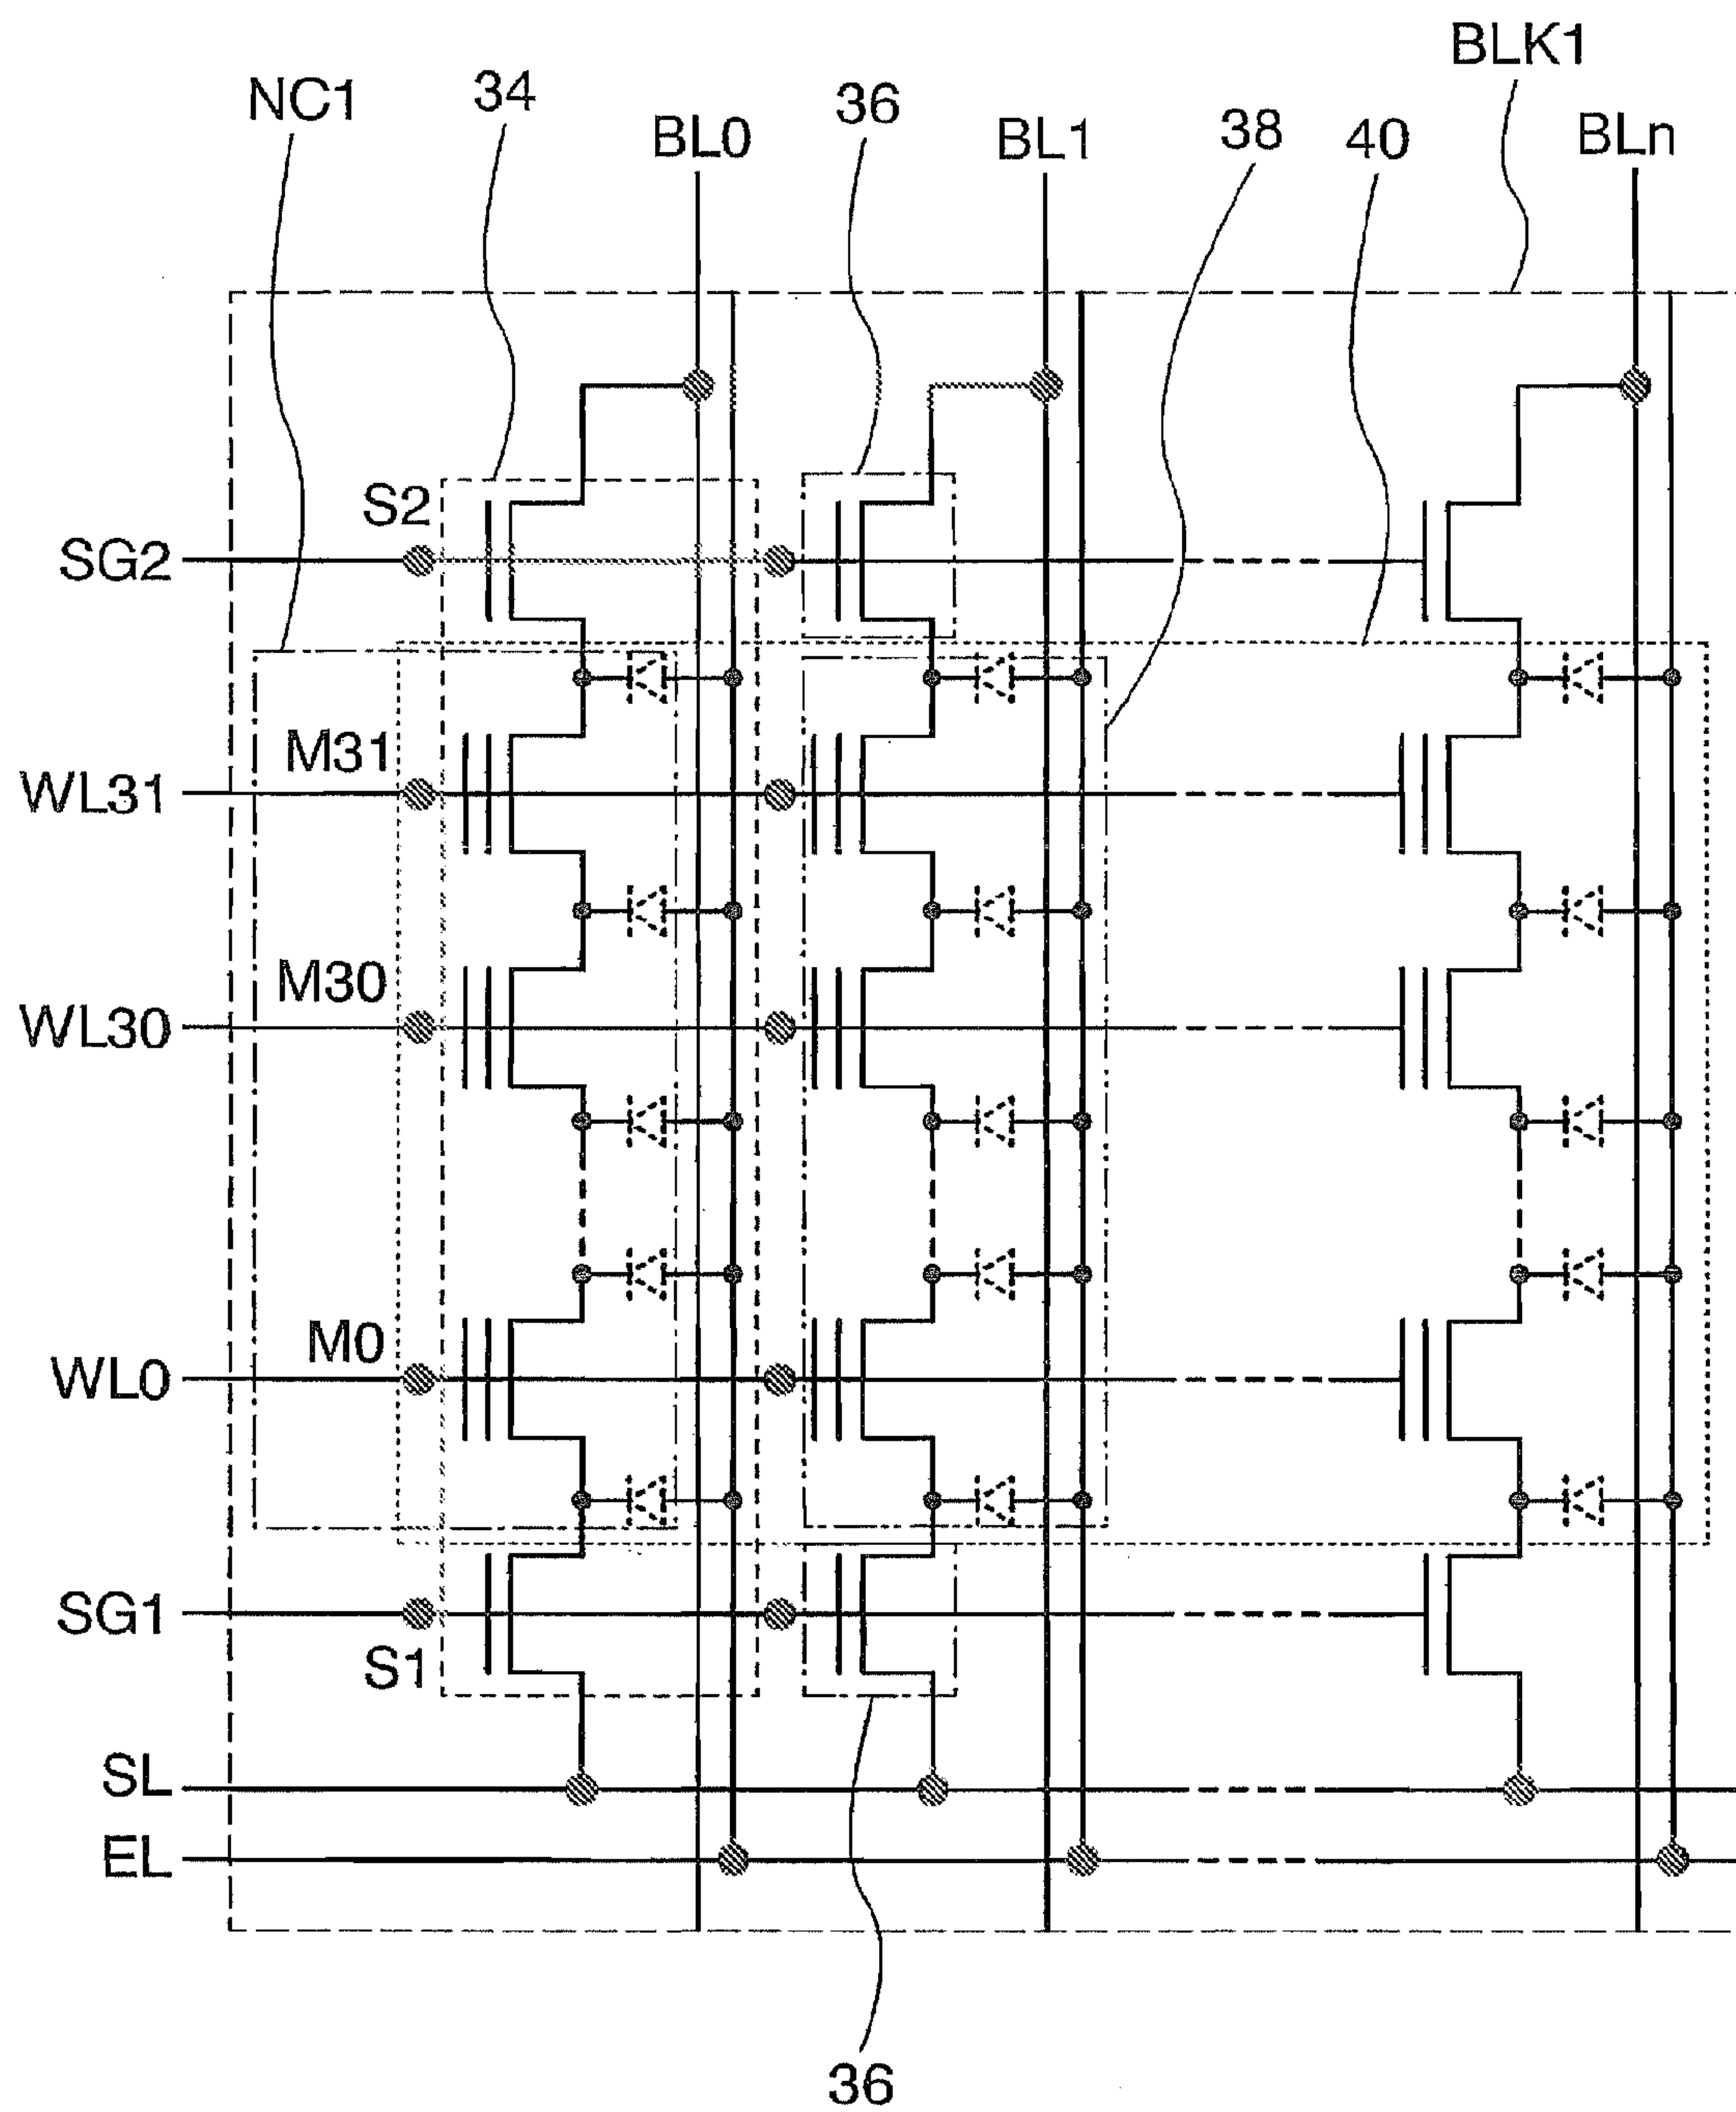 BLK1
NC1
34
36
38
40
BL0
BL1
BLn
S2
SG2
M31
WL31
M30
WL30
M0
WL0
SG1
S1
SL
EL
36